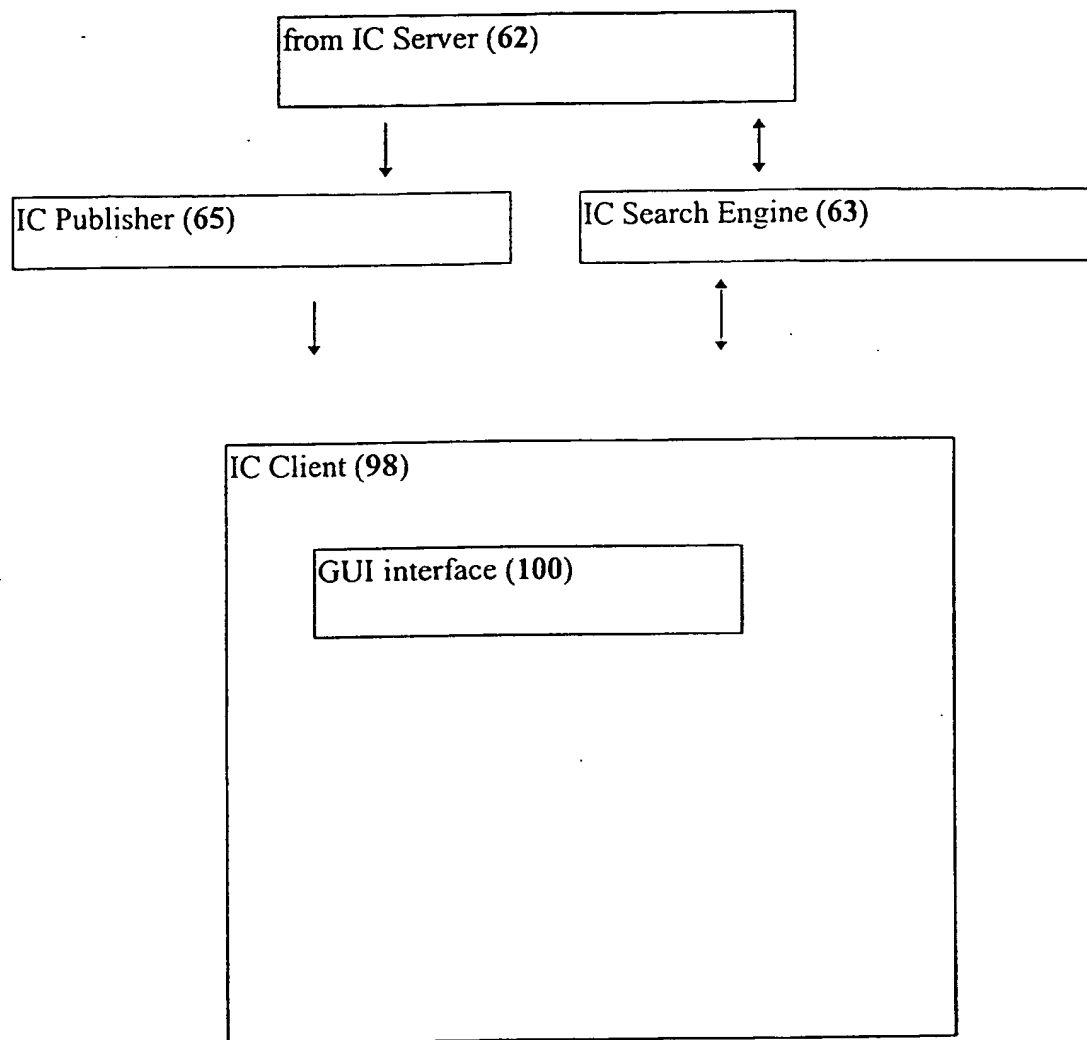 from IC Server (62)
IC Publisher (65)
IC Search Engine (63)
IC Client (98)
GUI interface (100)